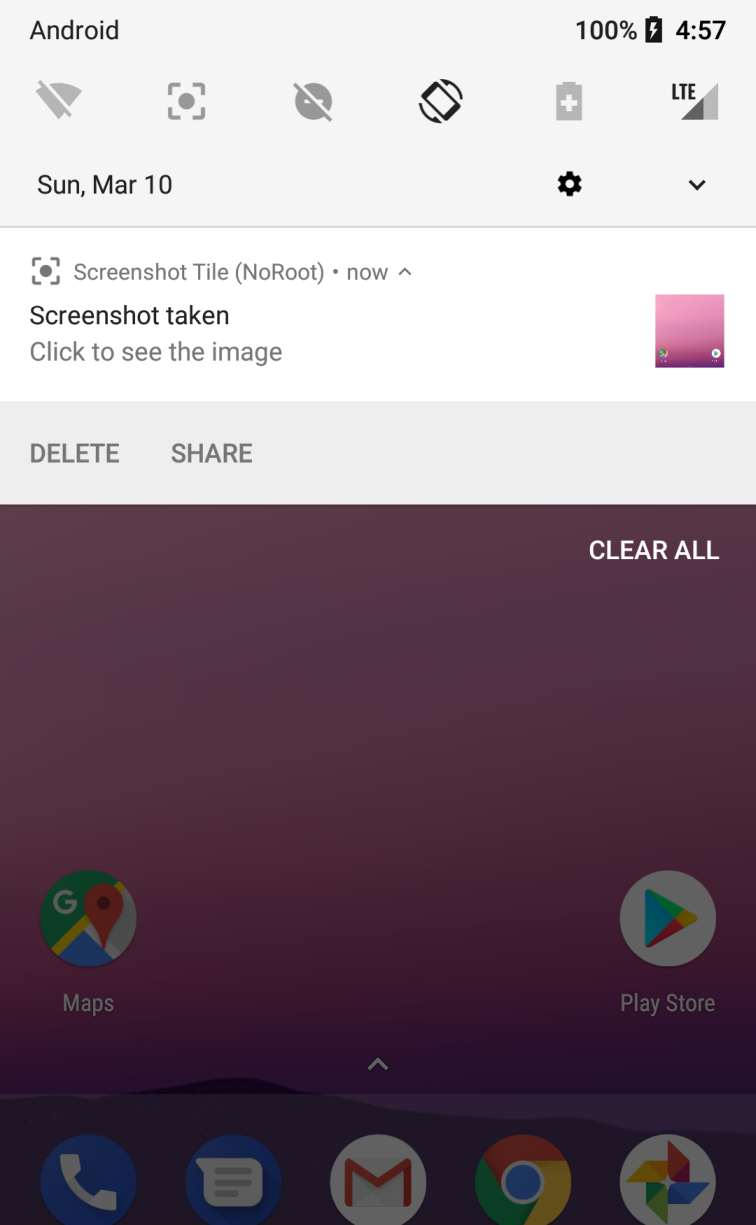 Android 100% 4:57
LTE
Sun, Mar 10
Screenshot Tile (NoRoot) • now
Screenshot taken
Click to see the image
DELETE SHARE
CLEAR ALL
G
Maps Play Store